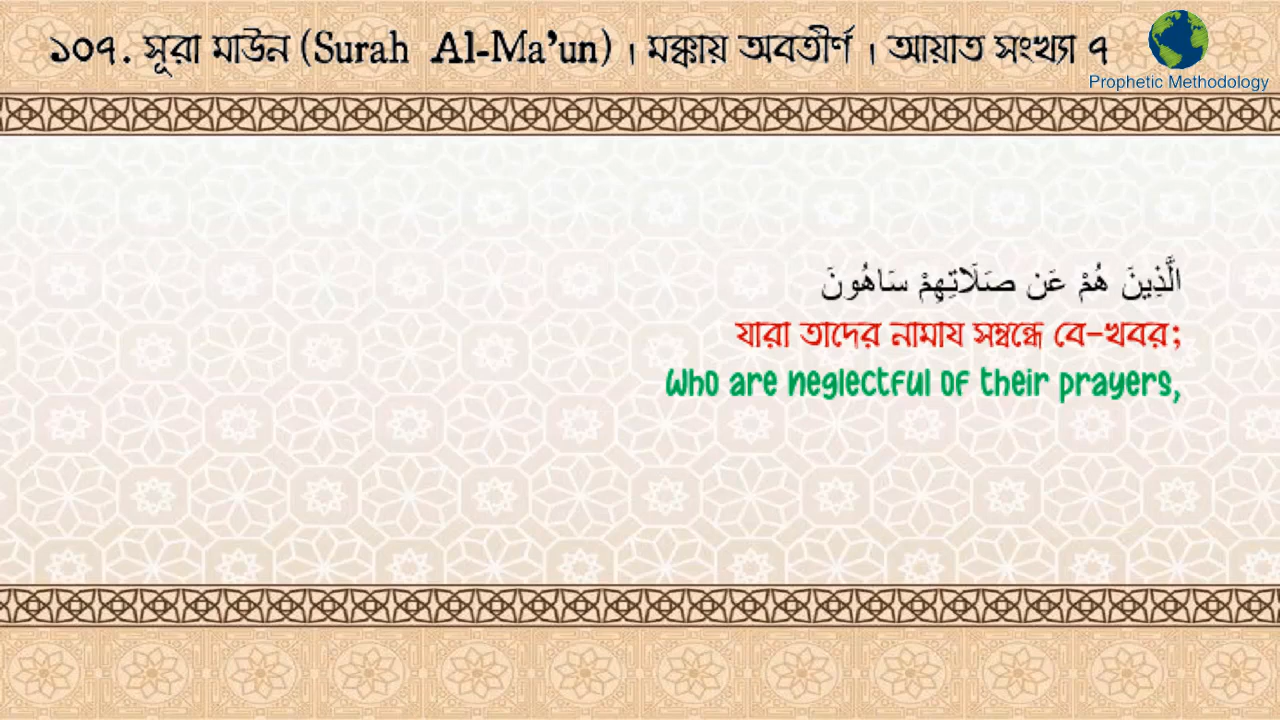 ১০৭. সূরা মাউন (Surah Al-Ma’un) । মক্কায় অবতীর্ণ । আয়াত সংখ্যা ৭
Prophetic Methodology
الَّذِينَ هُمْ عَن صَلَاتِهِمْ سَاهُونَ
যারা তাদের নামায সম্বন্ধে বে-খবর;
Who are neglectful of their prayers,